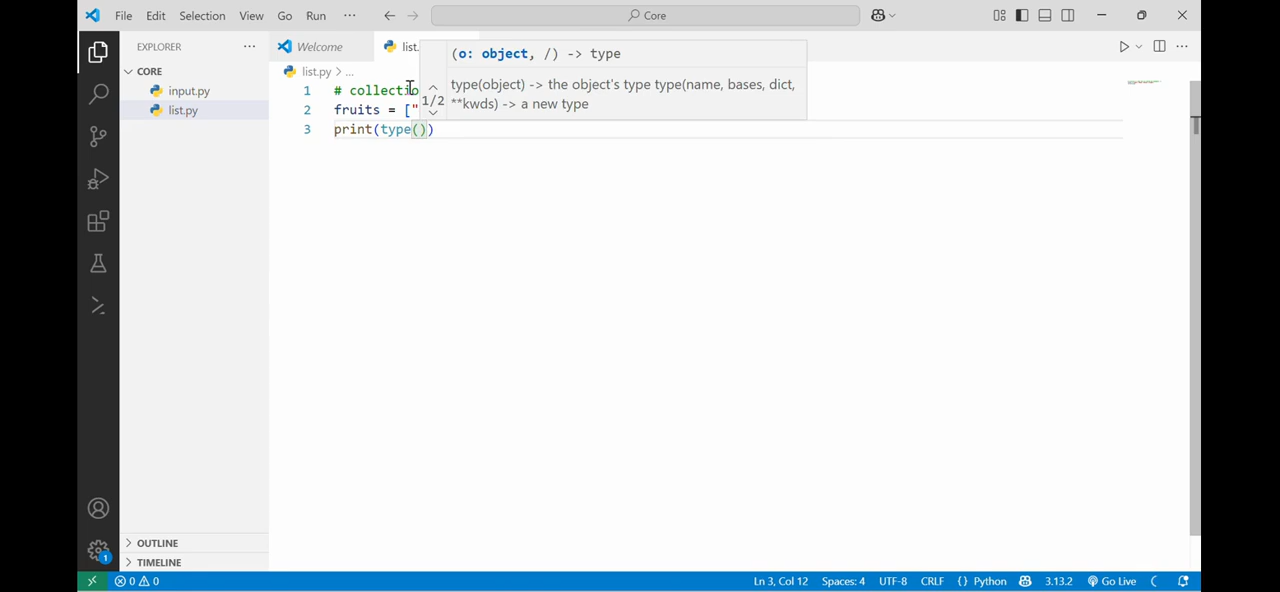 File Edit Selection View Go Run ··· Core
EXPLORER ···
Welcome
list.
CORE
input.py
list.py
list.py > ...
(o: object, /) -> type
type(object) -> the object's type type(name, bases, dict,
**kwds) -> a new type
1/2
1 # collectio
2 fruits = ["
3 print(type())
OUTLINE
TIMELINE
1
0 0 Ln 3, Col 12 Spaces: 4 UTF-8 CRLF {} Python 3.13.2 Go Live